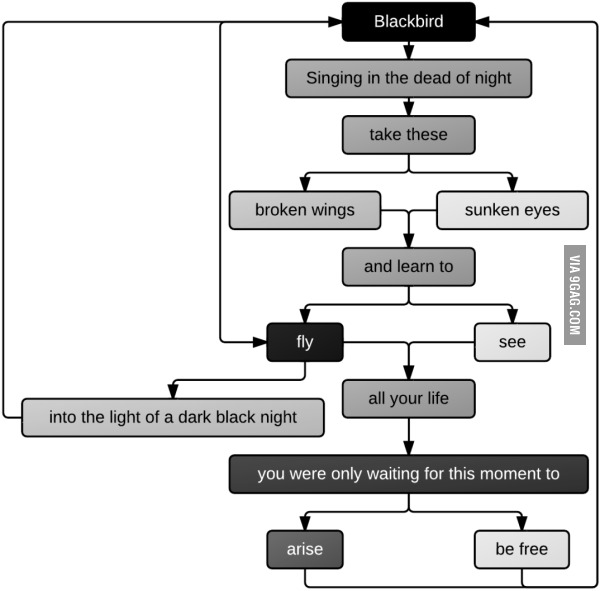 Blackbird
Singing in the dead of night
take these
broken wings
sunken eyes
and learn to
VIA 9GAG.COM
fly
see
all your life
into the light of a dark black night
you were only waiting for this moment to
arise
be free